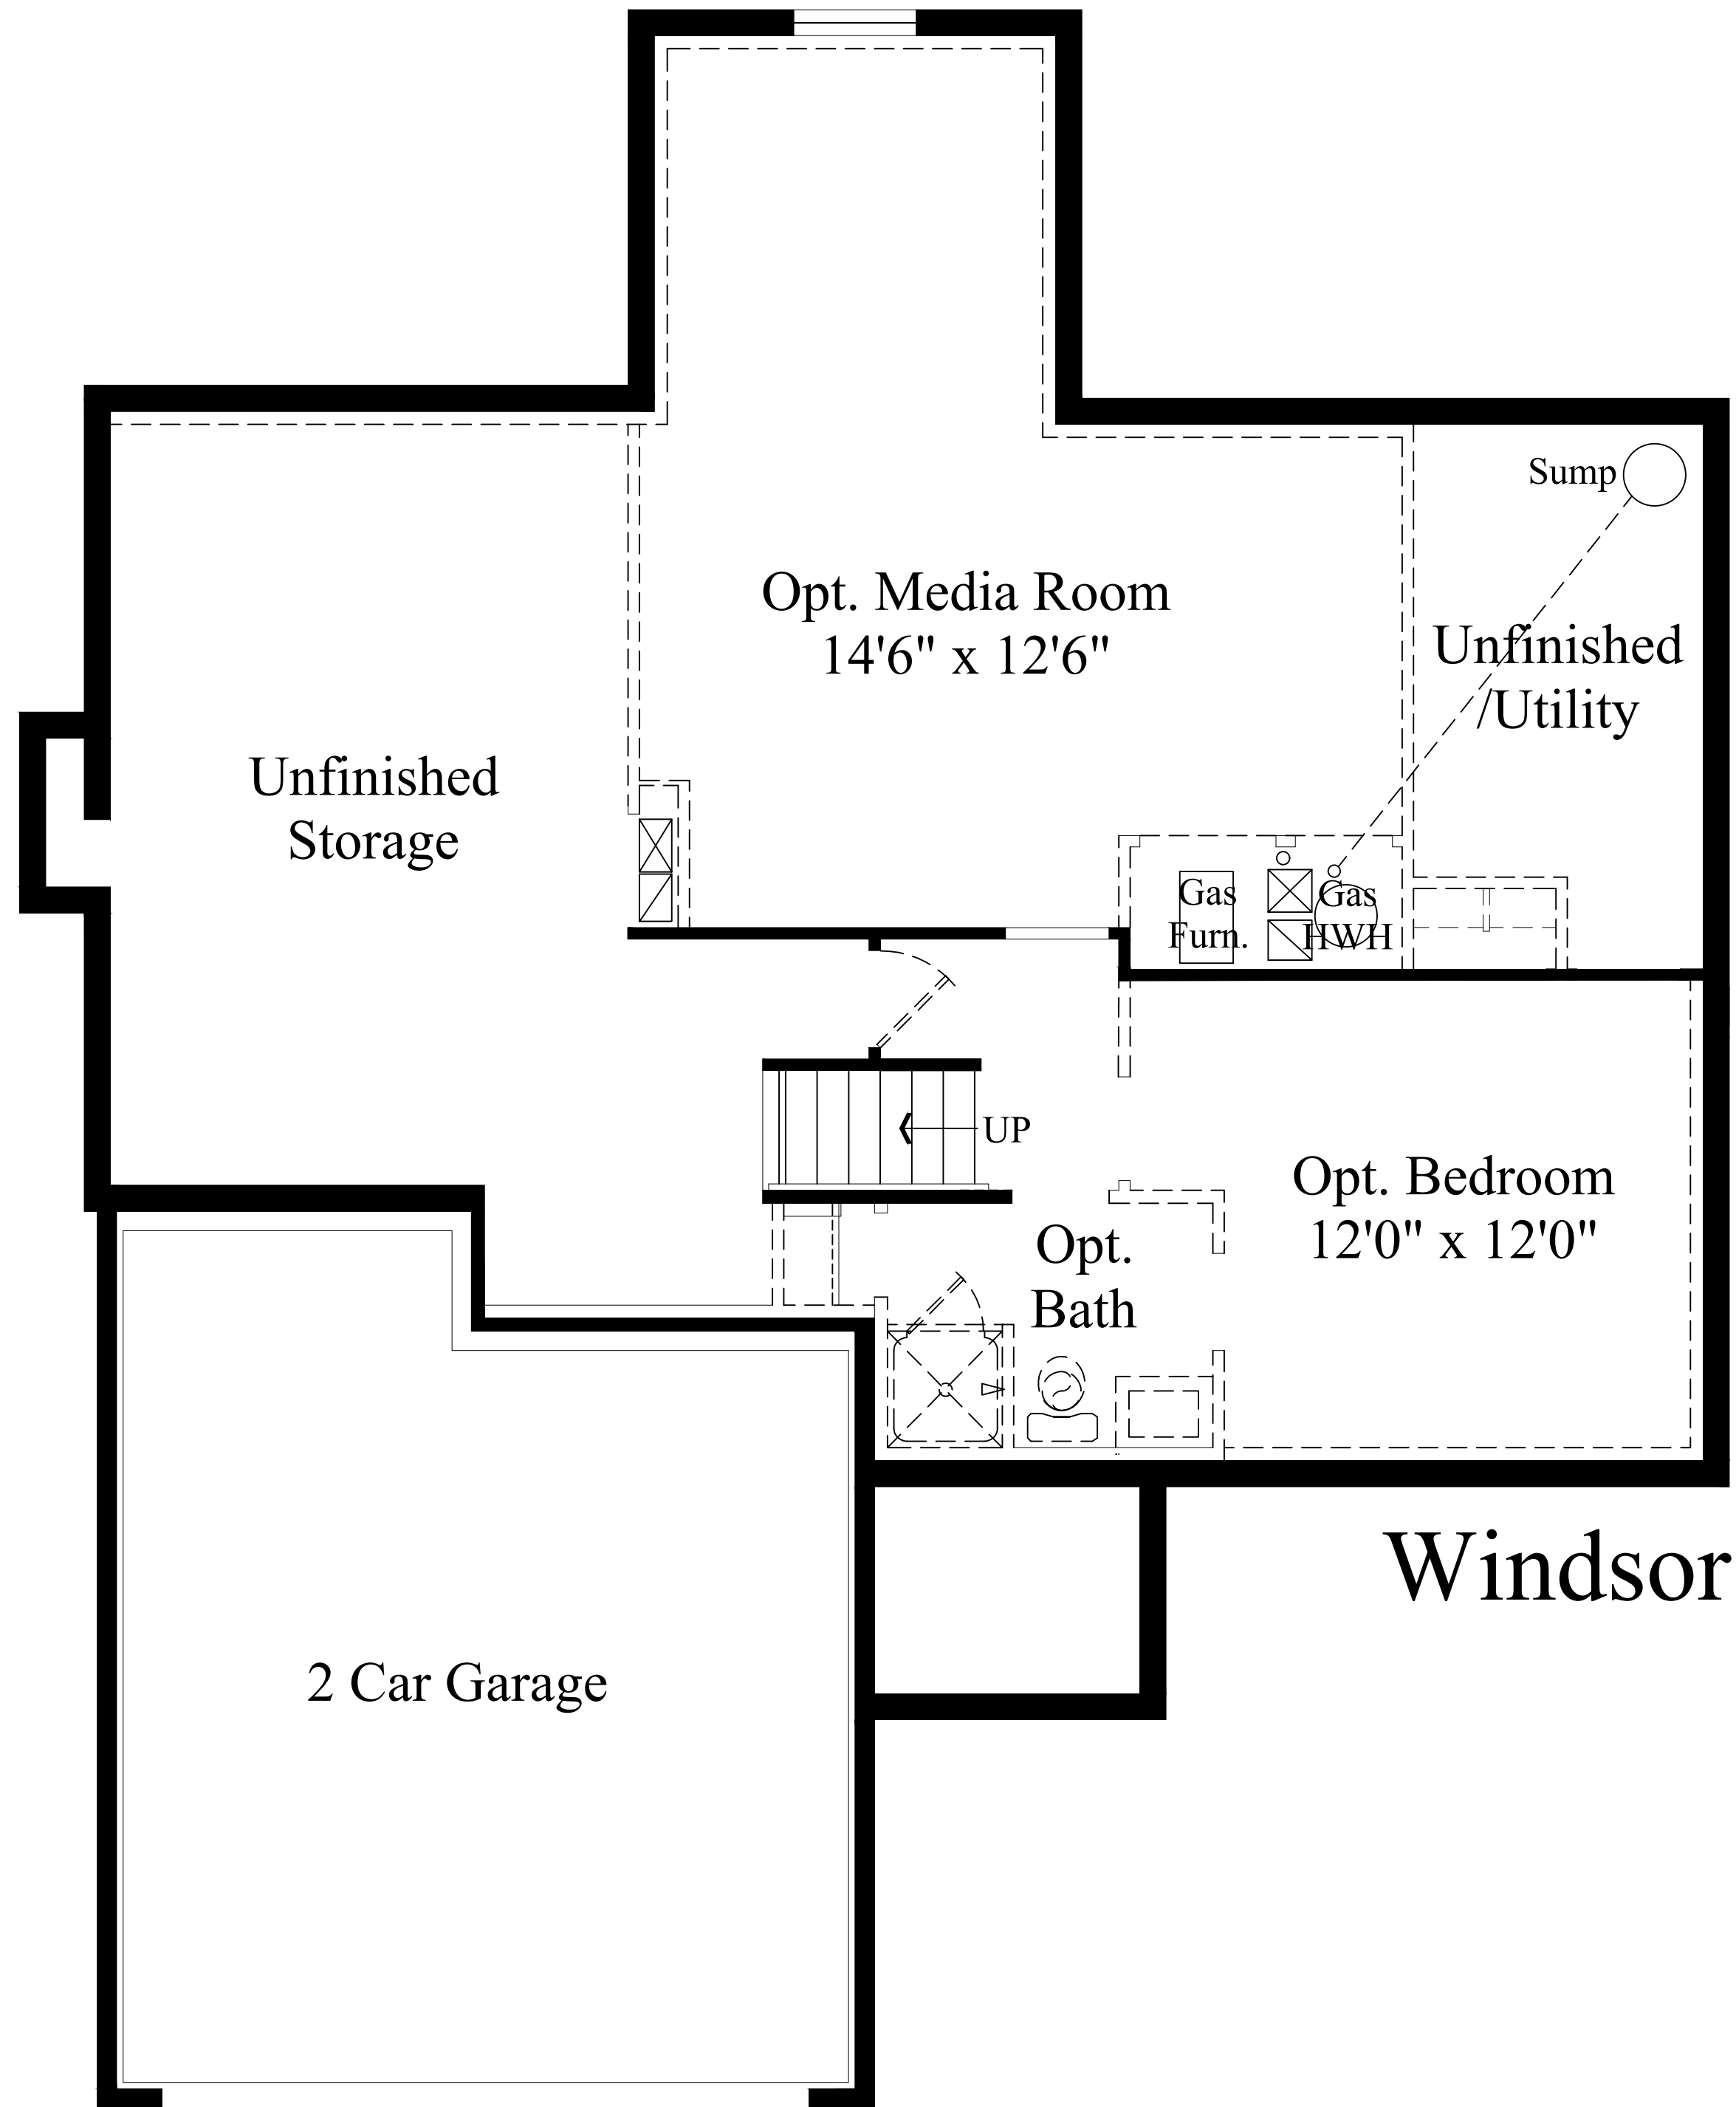 Sump
Opt. Media Room
14'6" x 12'6"
Unfinished
/Utility
Unfinished
Storage
Gas
Furn.
Gas
HWH
UP
Opt. Bedroom
12'0" x 12'0"
Opt.
Bath
Windsor
2 Car Garage